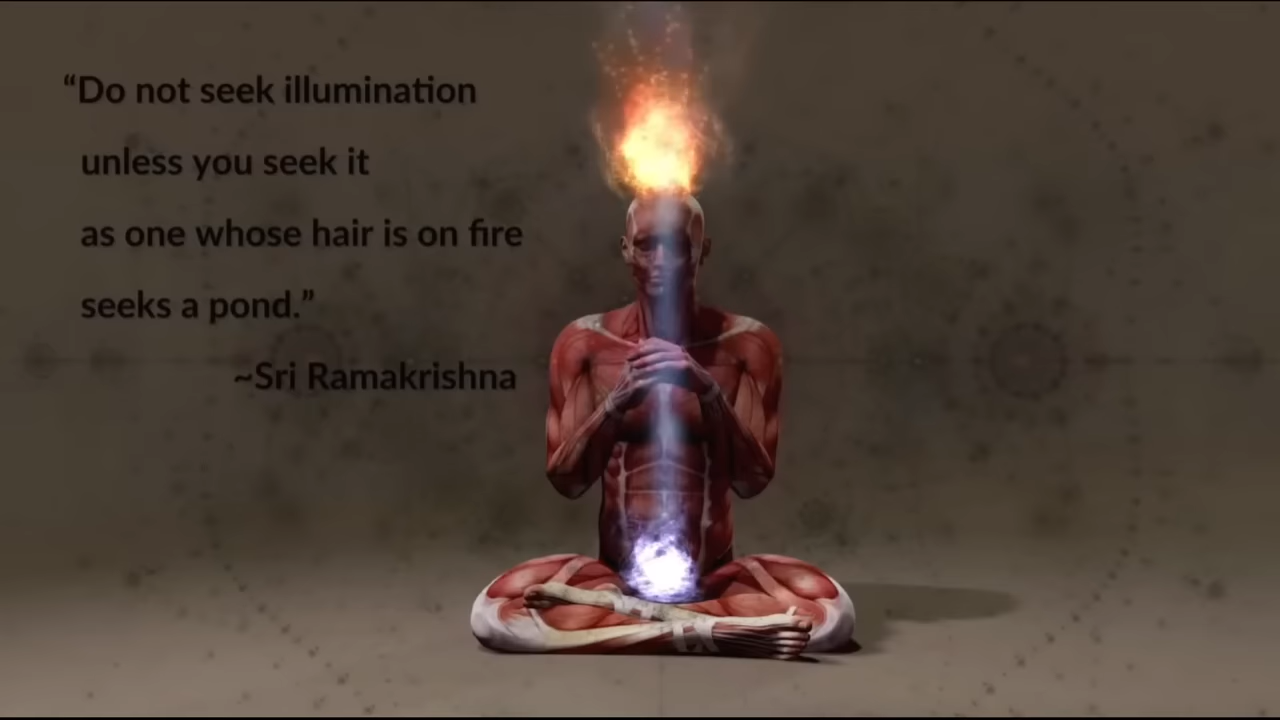 “Do not seek illumination
unless you seek it
as one whose hair is on fire
seeks a pond.”
~Sri Ramakrishna